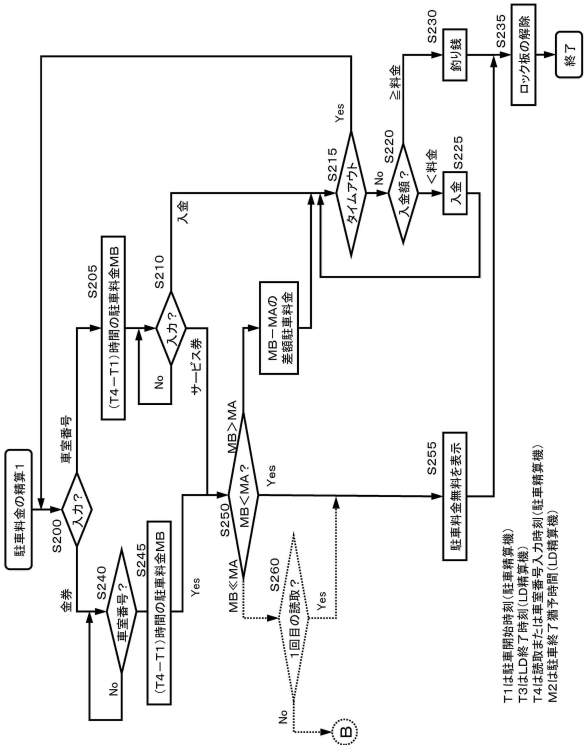 駐車料金の精算1
S200
入力?
金券
車室番号
S240
車室番号?
No
S245
(T4-T1)時間の駐車料金MB
Yes
S205
(T4-T1)時間の駐車料金MB
S210
入力?
No
入金
サービス券
S250
MB<MA?
MB≪MA
MB>MA
Yes
MB-MAの
差額駐車料金
S260
1回目の読取?
No
Yes
B
S215
タイムアウト
Yes
No
S220
入金額?
≧料金
<料金
S225
入金
S230
釣り銭
S255
駐車料金無料を表示
S235
ロック板の解除
終了
T1は駐車開始時刻(駐車精算機)
T3はLD終了時刻(LD精算機)
T4は読取または車室番号入力時刻(駐車精算機)
M2は駐車終了猶予時間(LD精算機)